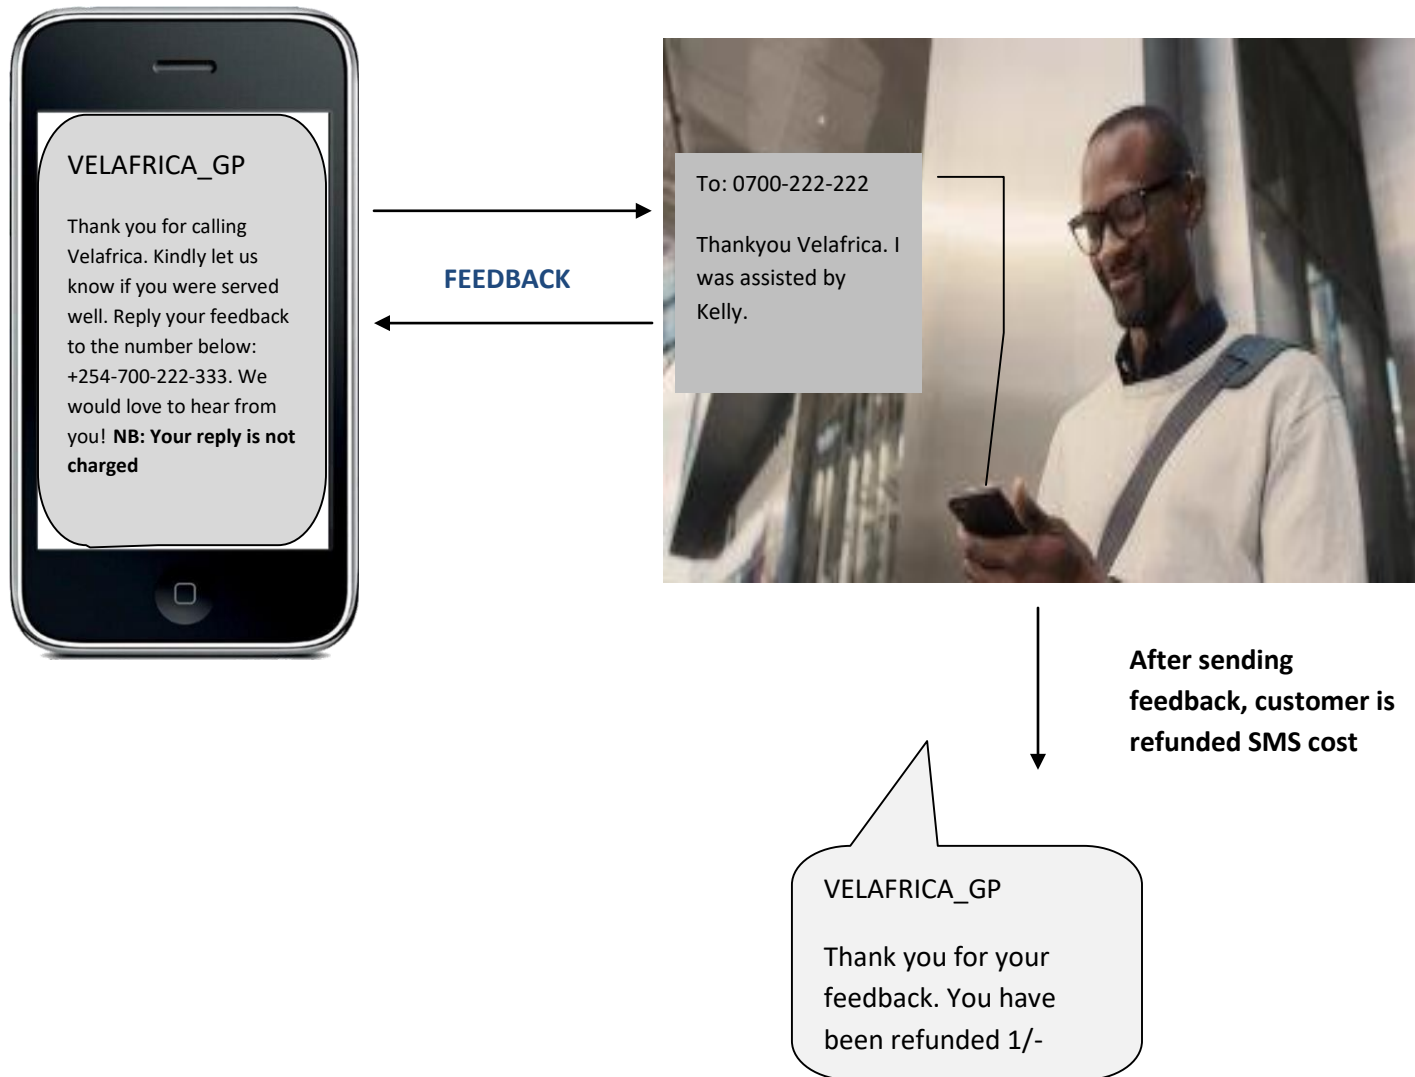 VELAFRICA_GP
Thank you for calling
Velafrica. Kindly let us
know if you were served
well. Reply your feedback
to the number below:
+254-700-222-333. We
would love to hear from
you! NB: Your reply is not
charged
FEEDBACK
To: 0700-222-222
Thankyou Velafrica. I
was assisted by
Kelly.
After sending
feedback, customer is
refunded SMS cost
VELAFRICA_GP
Thank you for your
feedback. You have
been refunded 1/-